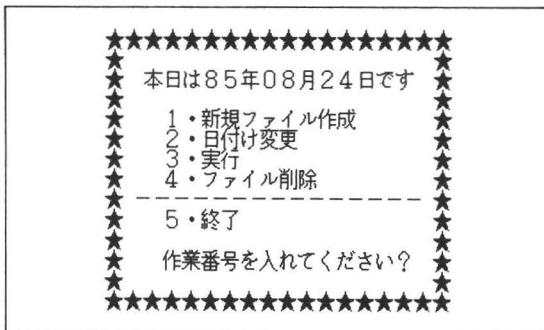 本日は85年08月24日です
1・新規ファイル作成
2・日付け変更
3・実行
4・ファイル削除
5・終了
作業番号を入れてください?